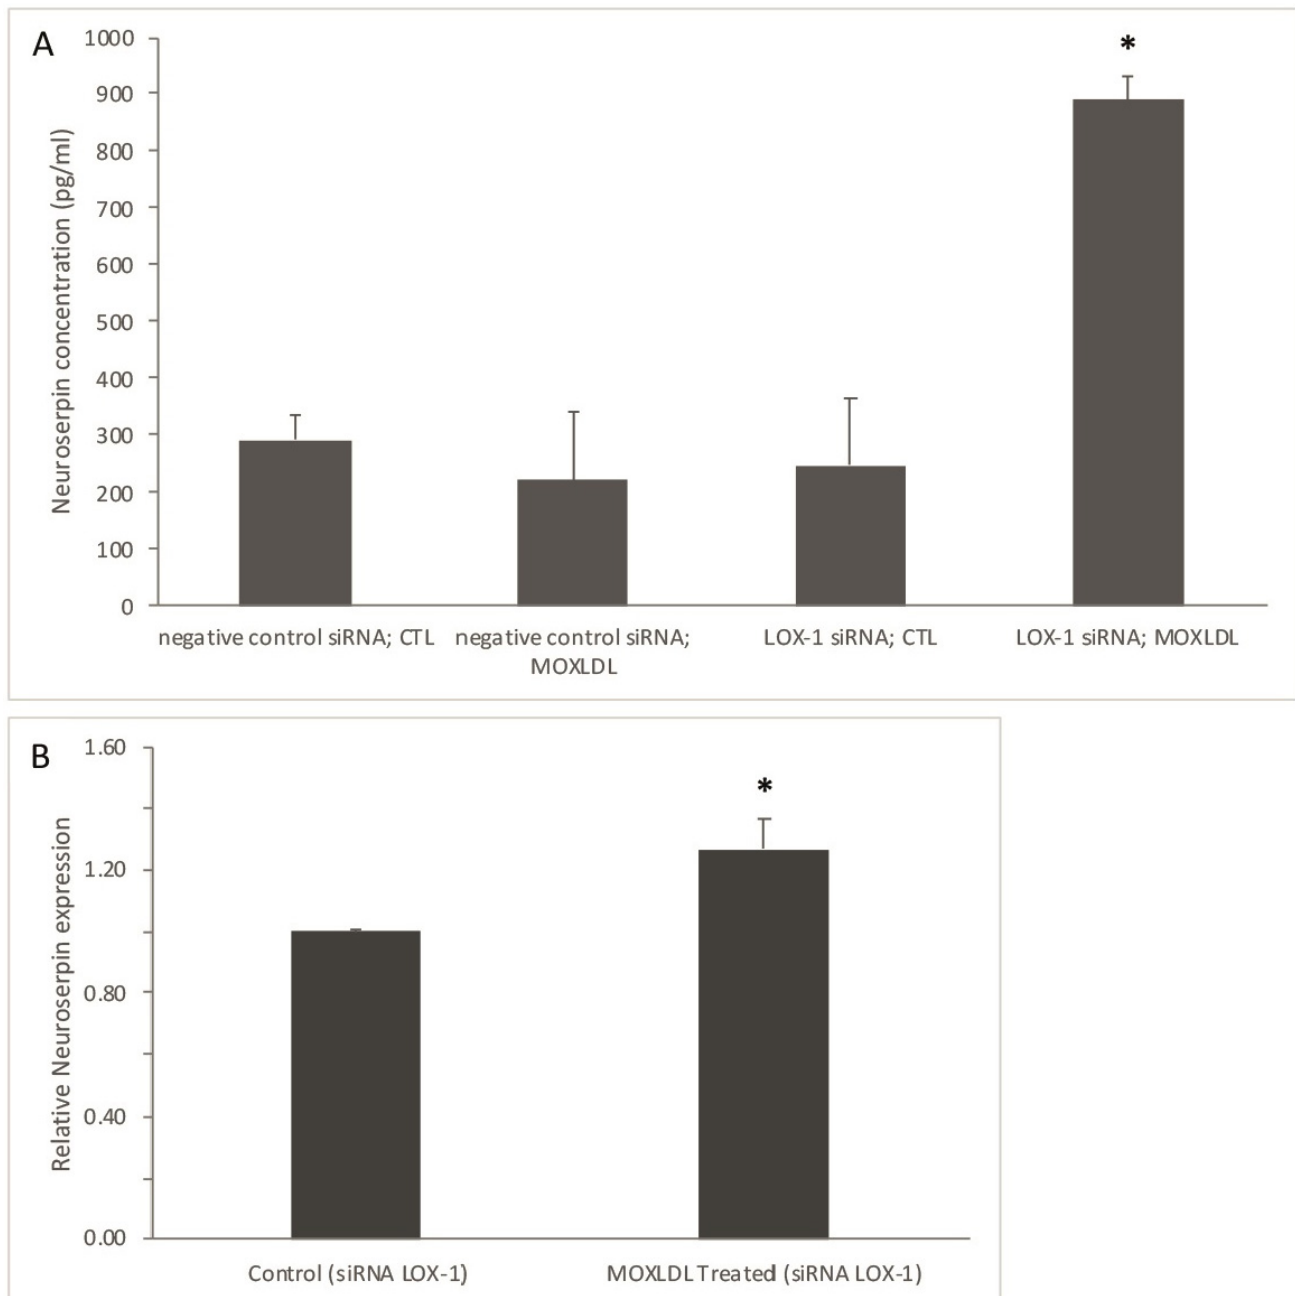 A
*
1000
900
800
700
600
500
400
300
200
100
0
Neuroserpin concentration (pg/ml)
negative control siRNA; CTL
negative control siRNA;
MOXLDL
LOX-1 siRNA; CTL
LOX-1 siRNA; MOXLDL
B
*
1.60
1.20
0.80
0.40
0.00
Relative Neuroserpin expression
Control (siRNA LOX-1)
MOXLDL Treated (siRNA LOX-1)